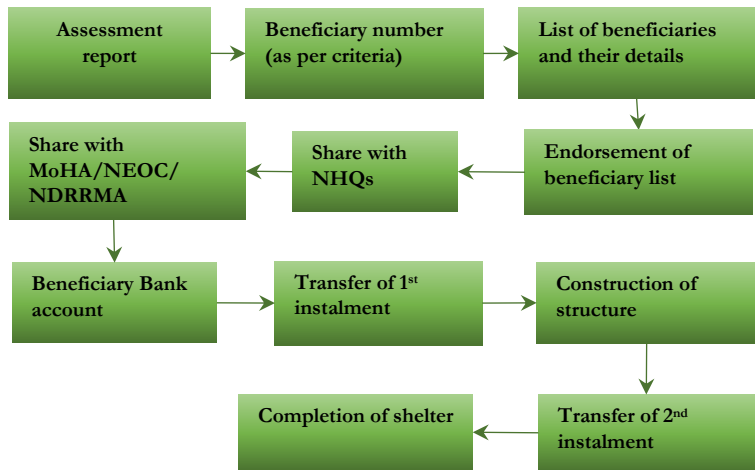 Assessment
report
Beneficiary number
(as per criteria)
List of beneficiaries
and their details
Endorsement of
beneficiary list
Share with
NHQs
Share with
MoHA/NEOC/
NDRRMA
Beneficiary Bank
account
Transfer of 1st
instalment
Construction of
structure
Transfer of 2nd
instalment
Completion of shelter